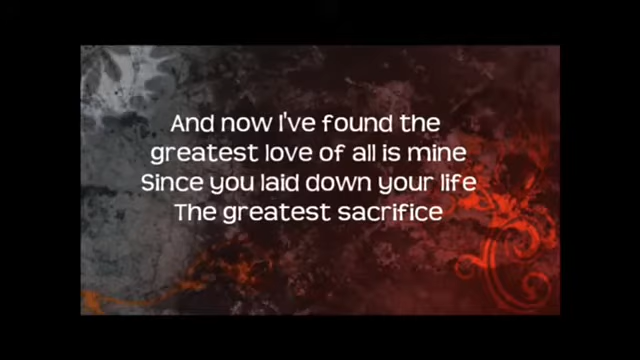 And now I've found the
greatest love of all is mine
Since you laid down your life
The greatest sacrifice